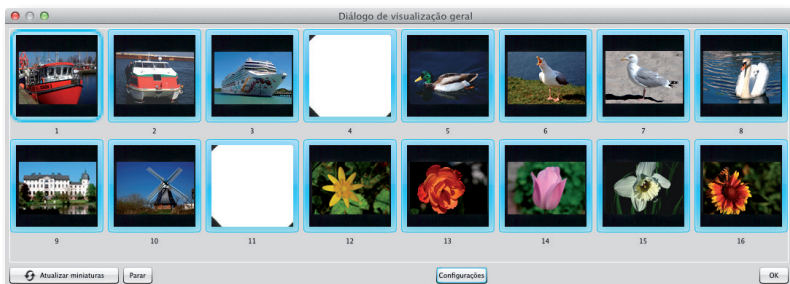 Diálogo de visualização geral
1 2 3 4 5 6 7 8
9 10 11 12 13 14 15 16
Atualizar miniaturas Parar Configurações OK